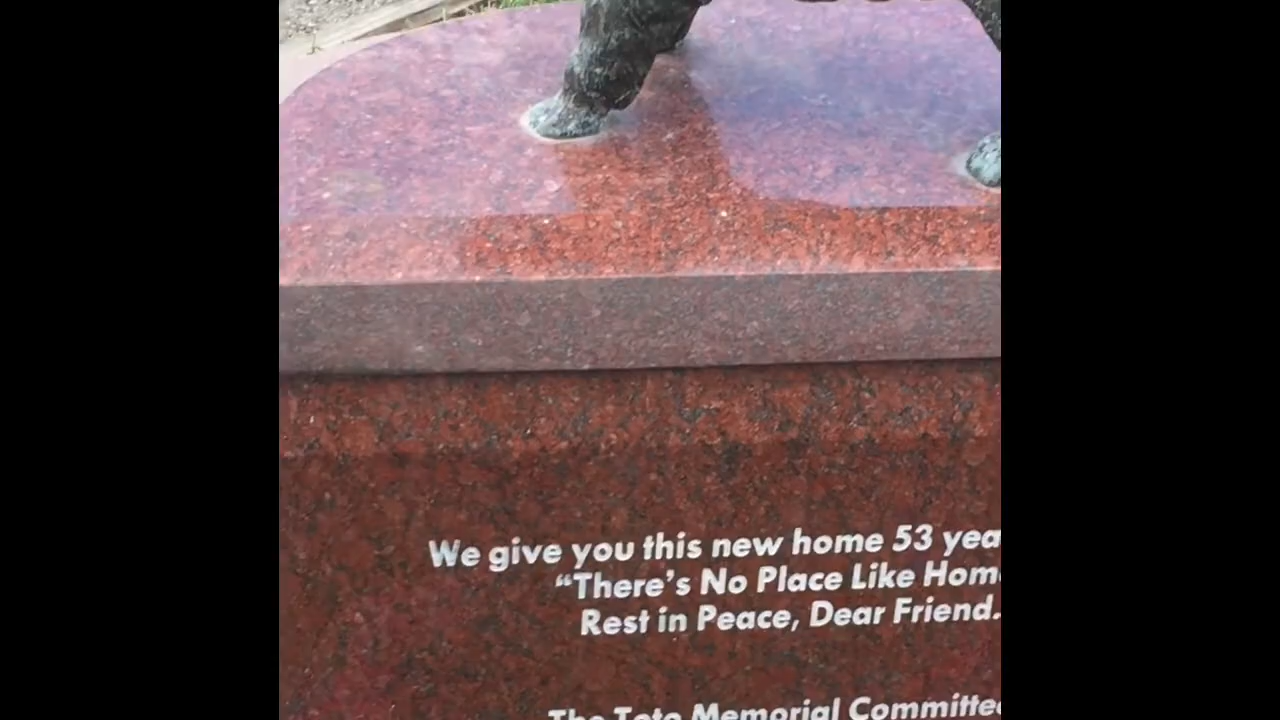 We give you this new home 53 yea
“There's No Place Like Hom
Rest in Peace, Dear Friend.
The Toto Memorial Committe